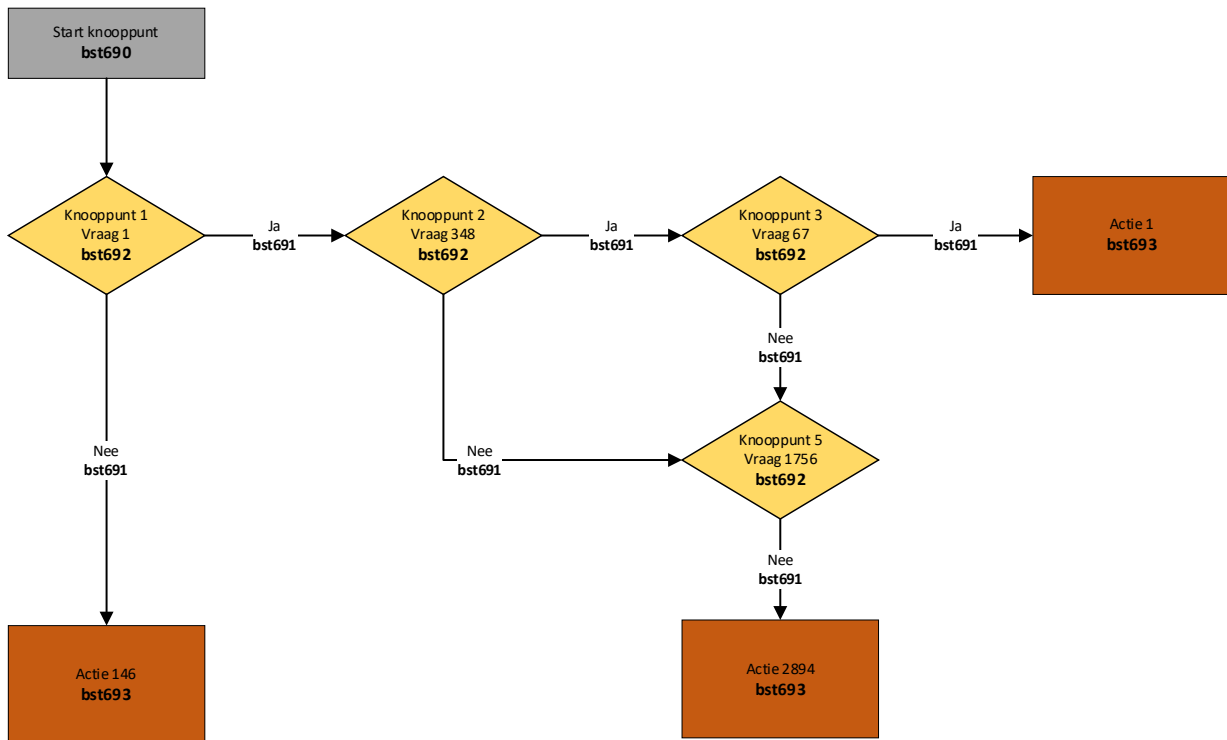 Start knooppunt
bst690
Knooppunt 1
Vraag 1
bst692
Ja
bst691
Knooppunt 2
Vraag 348
bst692
Ja
bst691
Knooppunt 3
Vraag 67
bst692
Ja
bst691
Actie 1
bst693
Nee
bst691
Nee
bst691
Nee
bst691
Knooppunt 5
Vraag 1756
bst692
Nee
bst691
Actie 146
bst693
Actie 2894
bst693